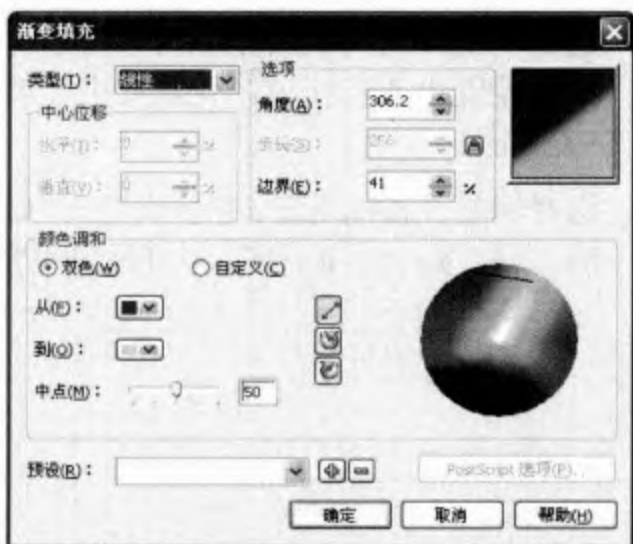 渐变填充
类型(T)： 线性
选项
角度(A)： 306.2
步长(S)： 256
边界(E)： 41 %
中心位移
水平(I)： 0 %
垂直(V)： 0 %
颜色调和
双色(W) 自定义(C)
从(F)：
到(O)：
中点(M)： 50
预设(R)：
PostScript 选项(P)...
确定 取消 帮助(H)